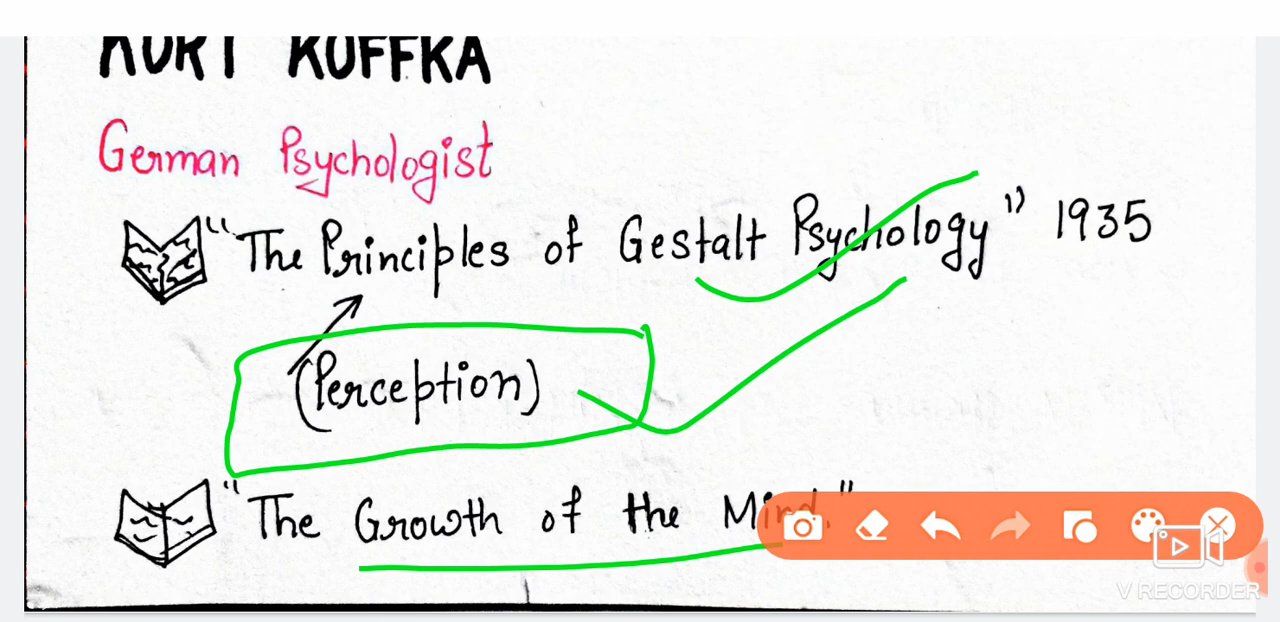 KURT KOFFKA
German Psychologist
"The Principles of Gestalt Psychology" 1935
(Perception)
"The Growth of the Mind."
V RECORDER